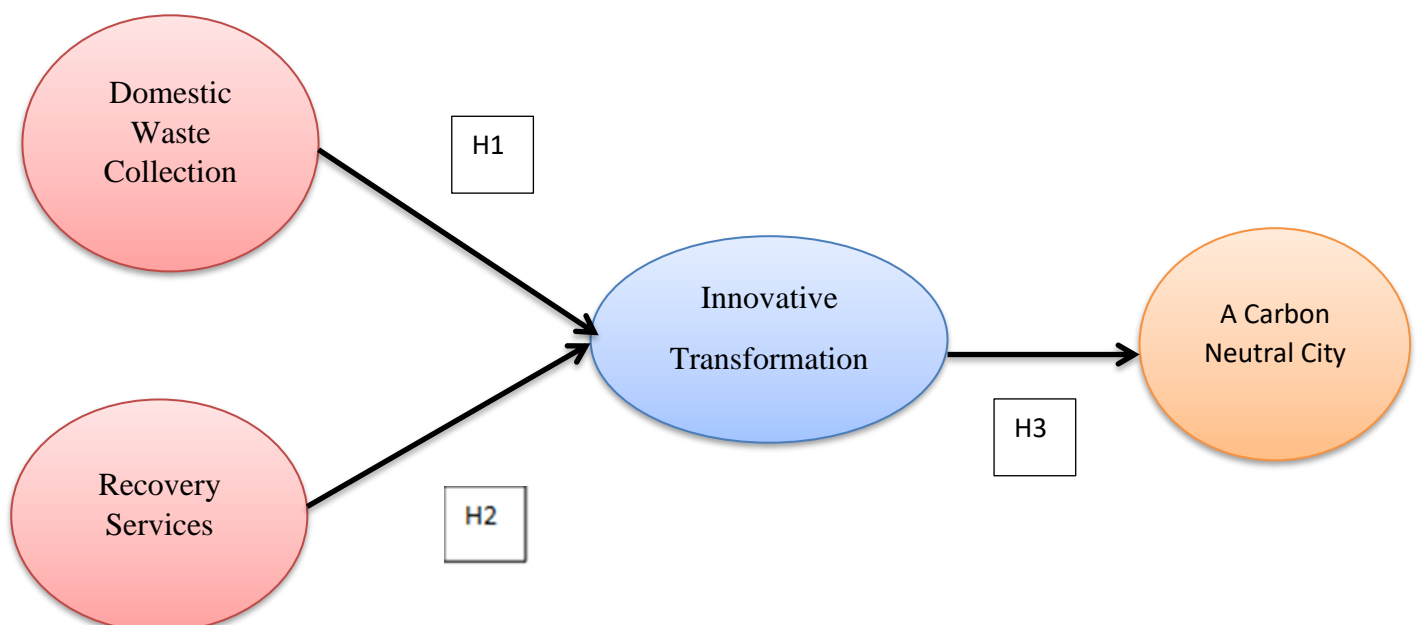 Domestic
Waste
Collection
H1
Innovative
Transformation
A Carbon
Neutral City
H3
Recovery
Services
H2